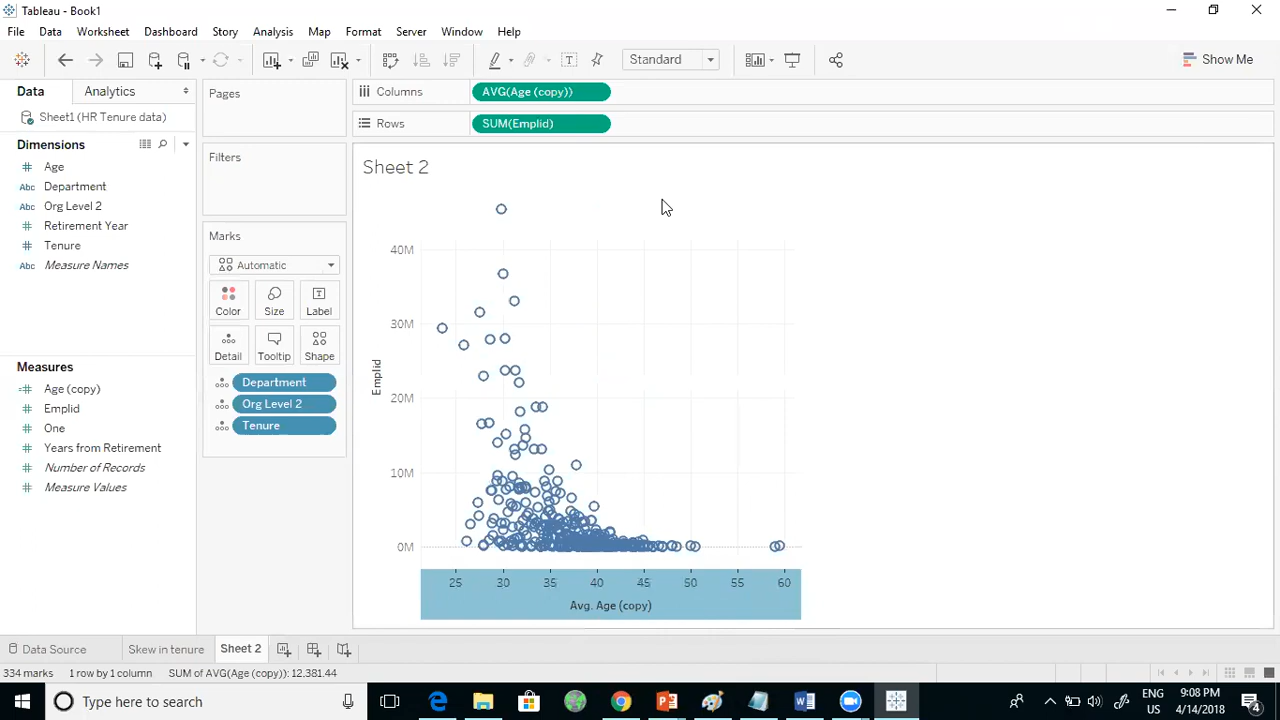 Tableau - Book1
File Data Worksheet Dashboard Story Analysis Map Format Server Window Help
Standard
Show Me
Data Analytics
Sheet1 (HR Tenure data)
Dimensions
# Age
Abc Department
Abc Org Level 2
# Retirement Year
# Tenure
Abc Measure Names
Measures
=# Age (copy)
# Emplid
# One
# Years from Retirement
=# Number of Records
# Measure Values
Pages
Filters
Marks
Automatic
Color Size Label
Detail Tooltip Shape
Department
Org Level 2
Tenure
Columns AVG(Age (copy))
Rows SUM(Emplid)
Sheet 2
40M
30M
20M
10M
0M
Emplid
25 30 35 40 45 50 55 60
Avg. Age (copy)
Data Source Skew in tenure Sheet 2
334 marks 1 row by 1 column SUM of AVG(Age (copy)): 12,381.44
Type here to search
ENG
US
9:08 PM
4/14/2018
4